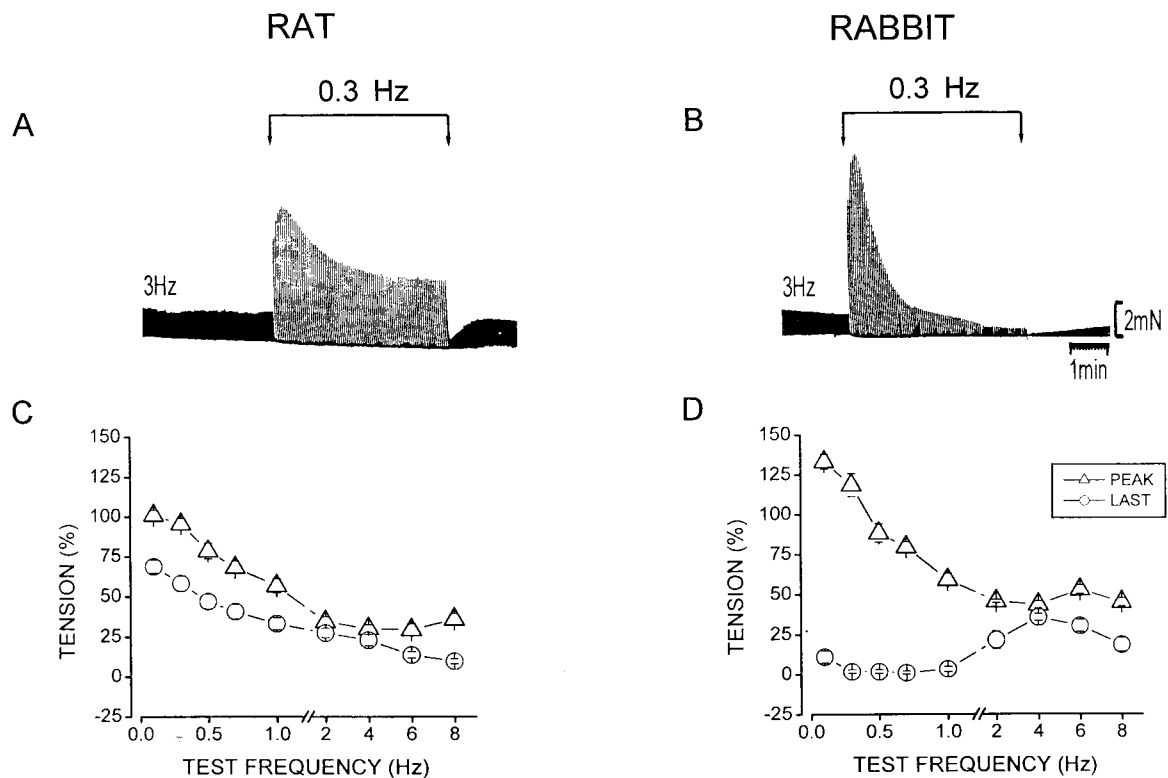 RAT
RABBIT
A
0.3 Hz
3Hz
B
0.3 Hz
3Hz
2mN
1min
C
150
125
100
75
50
25
0
-25
TENSION (%)
0.0
0.5
1.0
2
4
6
8
TEST FREQUENCY (Hz)
D
150
125
100
75
50
25
0
-25
TENSION (%)
PEAK
LAST
0.0
0.5
1.0
2
4
6
8
TEST FREQUENCY (Hz)